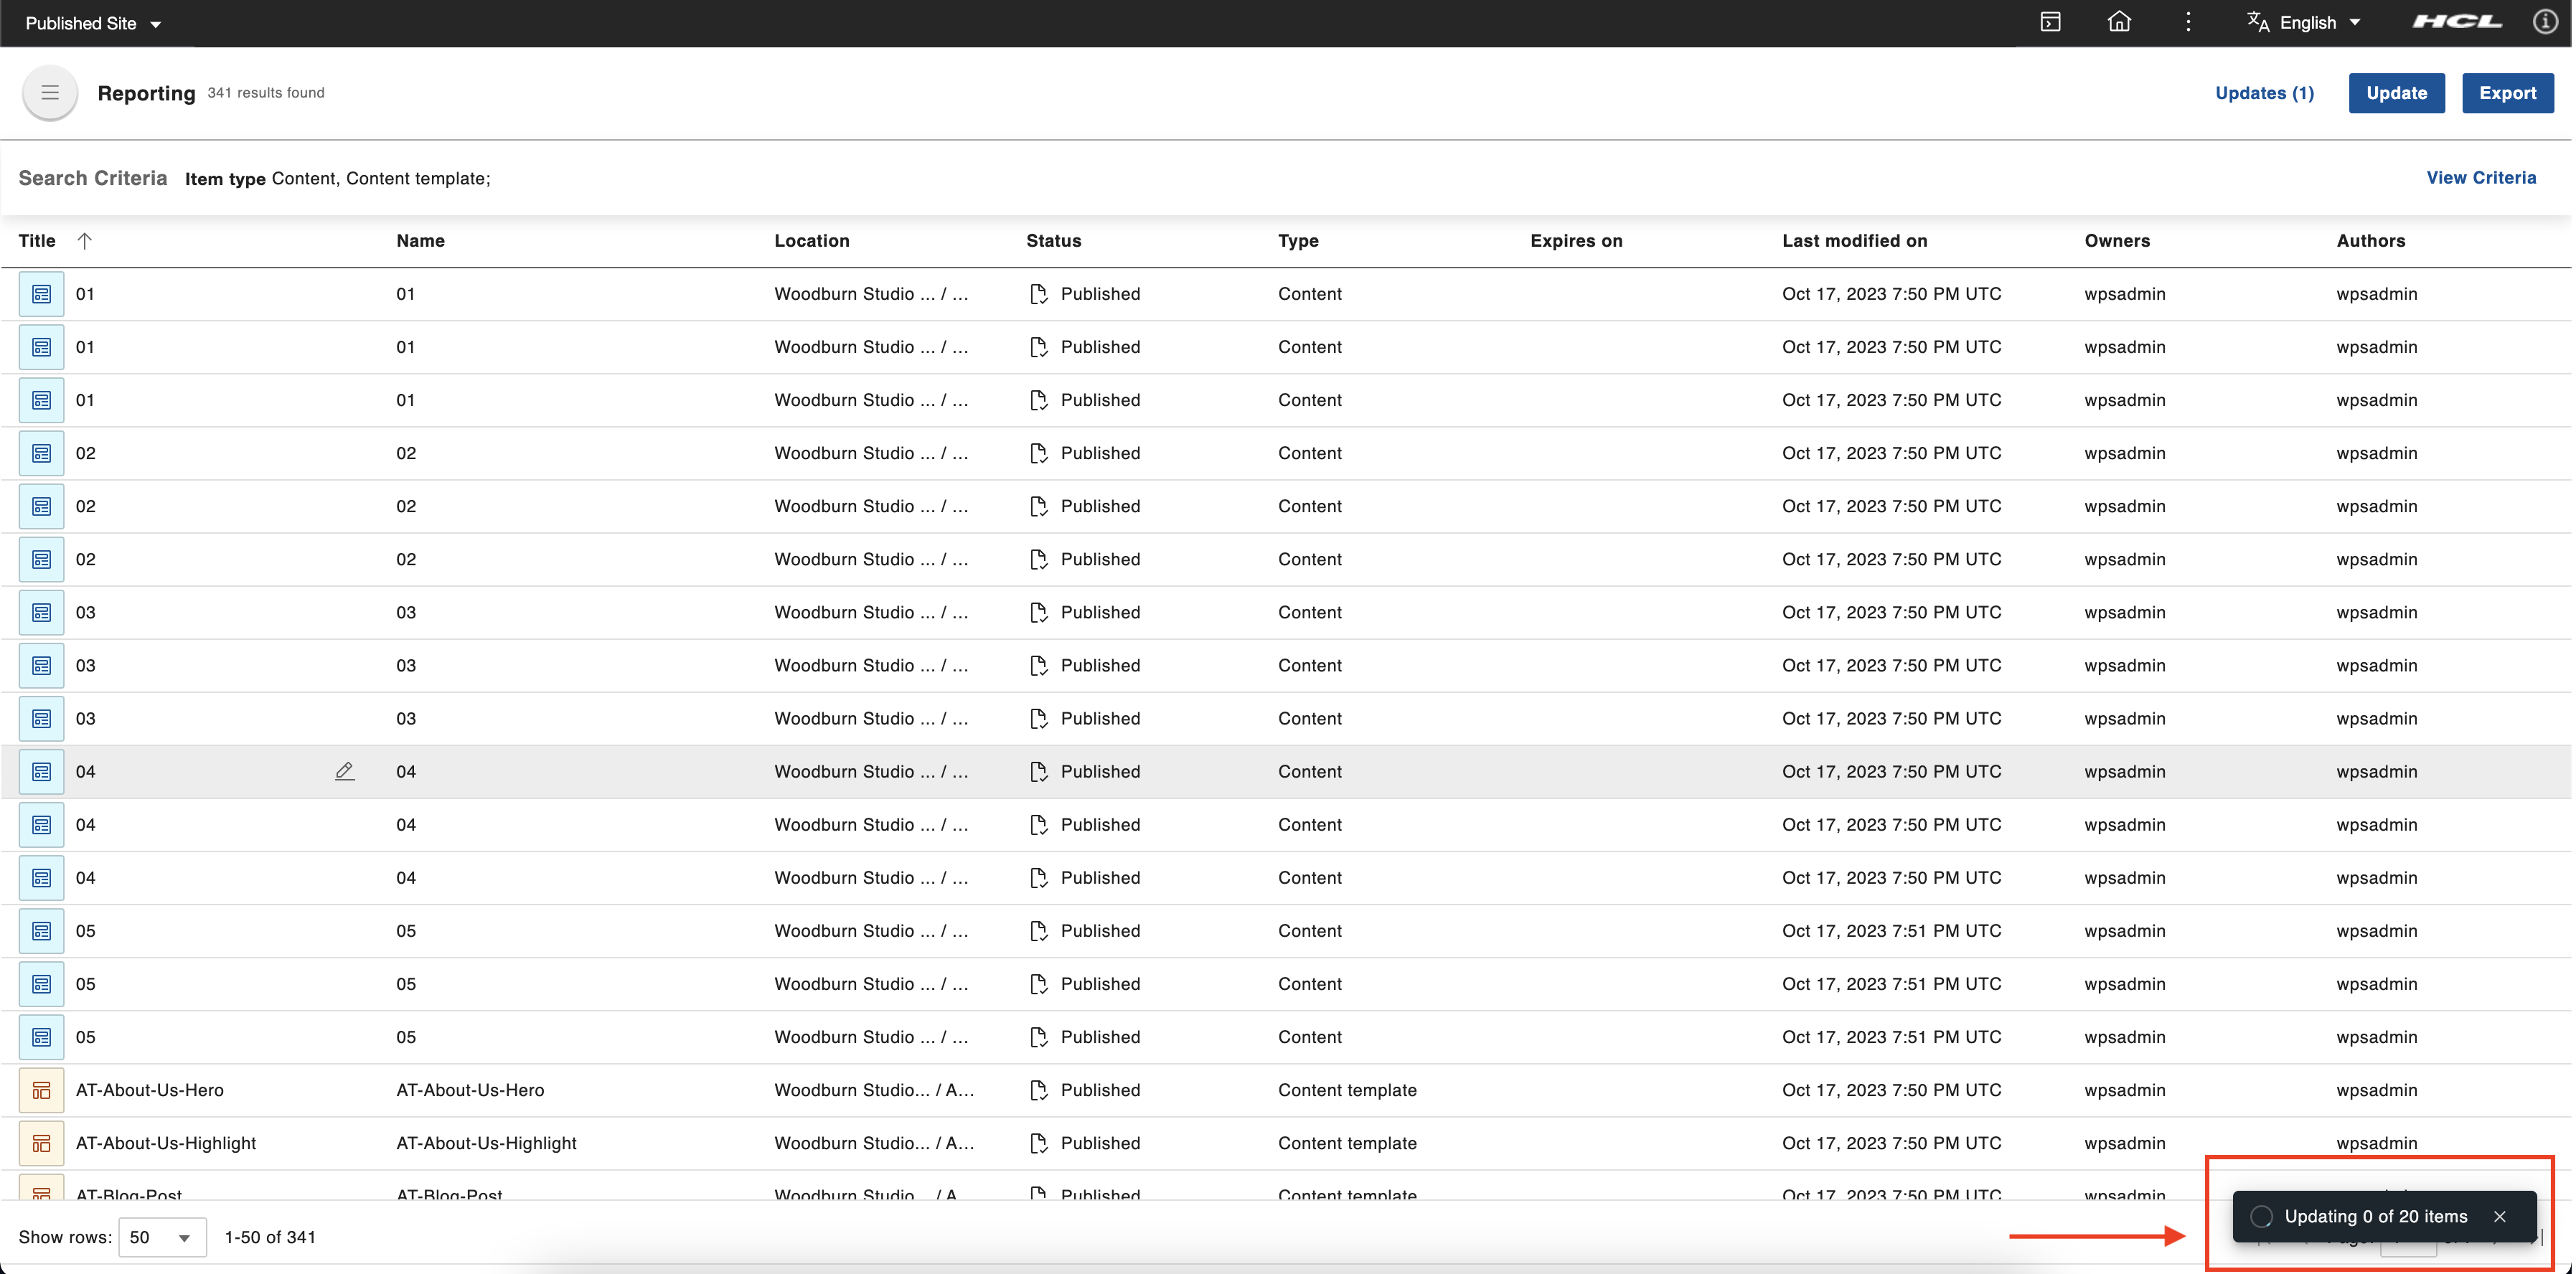 Published Site English HCL
Reporting 341 results found Updates (1) Update Export
Search Criteria Item type Content, Content template; View Criteria
Title Name Location Status Type Expires on Last modified on Owners Authors
01 01 Woodburn Studio ... / ... Published Content Oct 17, 2023 7:50 PM UTC wpsadmin wpsadmin
01 01 Woodburn Studio ... / ... Published Content Oct 17, 2023 7:50 PM UTC wpsadmin wpsadmin
01 01 Woodburn Studio ... / ... Published Content Oct 17, 2023 7:50 PM UTC wpsadmin wpsadmin
02 02 Woodburn Studio ... / ... Published Content Oct 17, 2023 7:50 PM UTC wpsadmin wpsadmin
02 02 Woodburn Studio ... / ... Published Content Oct 17, 2023 7:50 PM UTC wpsadmin wpsadmin
02 02 Woodburn Studio ... / ... Published Content Oct 17, 2023 7:50 PM UTC wpsadmin wpsadmin
03 03 Woodburn Studio ... / ... Published Content Oct 17, 2023 7:50 PM UTC wpsadmin wpsadmin
03 03 Woodburn Studio ... / ... Published Content Oct 17, 2023 7:50 PM UTC wpsadmin wpsadmin
03 03 Woodburn Studio ... / ... Published Content Oct 17, 2023 7:50 PM UTC wpsadmin wpsadmin
04 04 Woodburn Studio ... / ... Published Content Oct 17, 2023 7:50 PM UTC wpsadmin wpsadmin
04 04 Woodburn Studio ... / ... Published Content Oct 17, 2023 7:50 PM UTC wpsadmin wpsadmin
04 04 Woodburn Studio ... / ... Published Content Oct 17, 2023 7:50 PM UTC wpsadmin wpsadmin
05 05 Woodburn Studio ... / ... Published Content Oct 17, 2023 7:51 PM UTC wpsadmin wpsadmin
05 05 Woodburn Studio ... / ... Published Content Oct 17, 2023 7:51 PM UTC wpsadmin wpsadmin
05 05 Woodburn Studio ... / ... Published Content Oct 17, 2023 7:51 PM UTC wpsadmin wpsadmin
AT-About-Us-Hero AT-About-Us-Hero Woodburn Studio... / A... Published Content template Oct 17, 2023 7:50 PM UTC wpsadmin wpsadmin
AT-About-Us-Highlight AT-About-Us-Highlight Woodburn Studio... / A... Published Content template Oct 17, 2023 7:50 PM UTC wpsadmin wpsadmin
AT-Blog-Post AT-Blog-Post Woodburn Studio / A Published Content template Oct 17, 2023 7:50 PM UTC wpsadmin
Show rows: 50 1-50 of 341 Updating 0 of 20 items